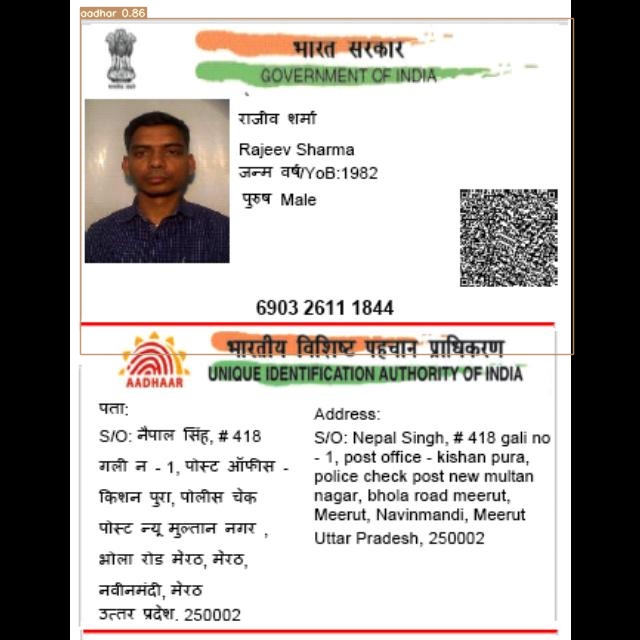 aadhar 0.86
भारत सरकार
GOVERNMENT OF INDIA
राजीव शर्मा
Rajeev Sharma
जन्म वर्ष/YoB:1982
पुरुष Male
6903 2611 1844
भारतीय विशिष्ट पहचान प्राधिकरण
AADHAAR
UNIQUE IDENTIFICATION AUTHORITY OF INDIA
पता:
S/O: नेपाल सिंह, # 418
गली न - 1, पोस्ट ऑफीस -
किशन पुरा, पोलीस चेक
पोस्ट न्यू मुल्तान नगर ,
भोला रोड मेरठ, मेरठ,
नवीनमंदी, मेरठ
उत्तर प्रदेश. 250002
Address:
S/O: Nepal Singh, # 418 gali no
- 1, post office - kishan pura,
police check post new multan
nagar, bhola road meerut,
Meerut, Navinmandi, Meerut
Uttar Pradesh, 250002